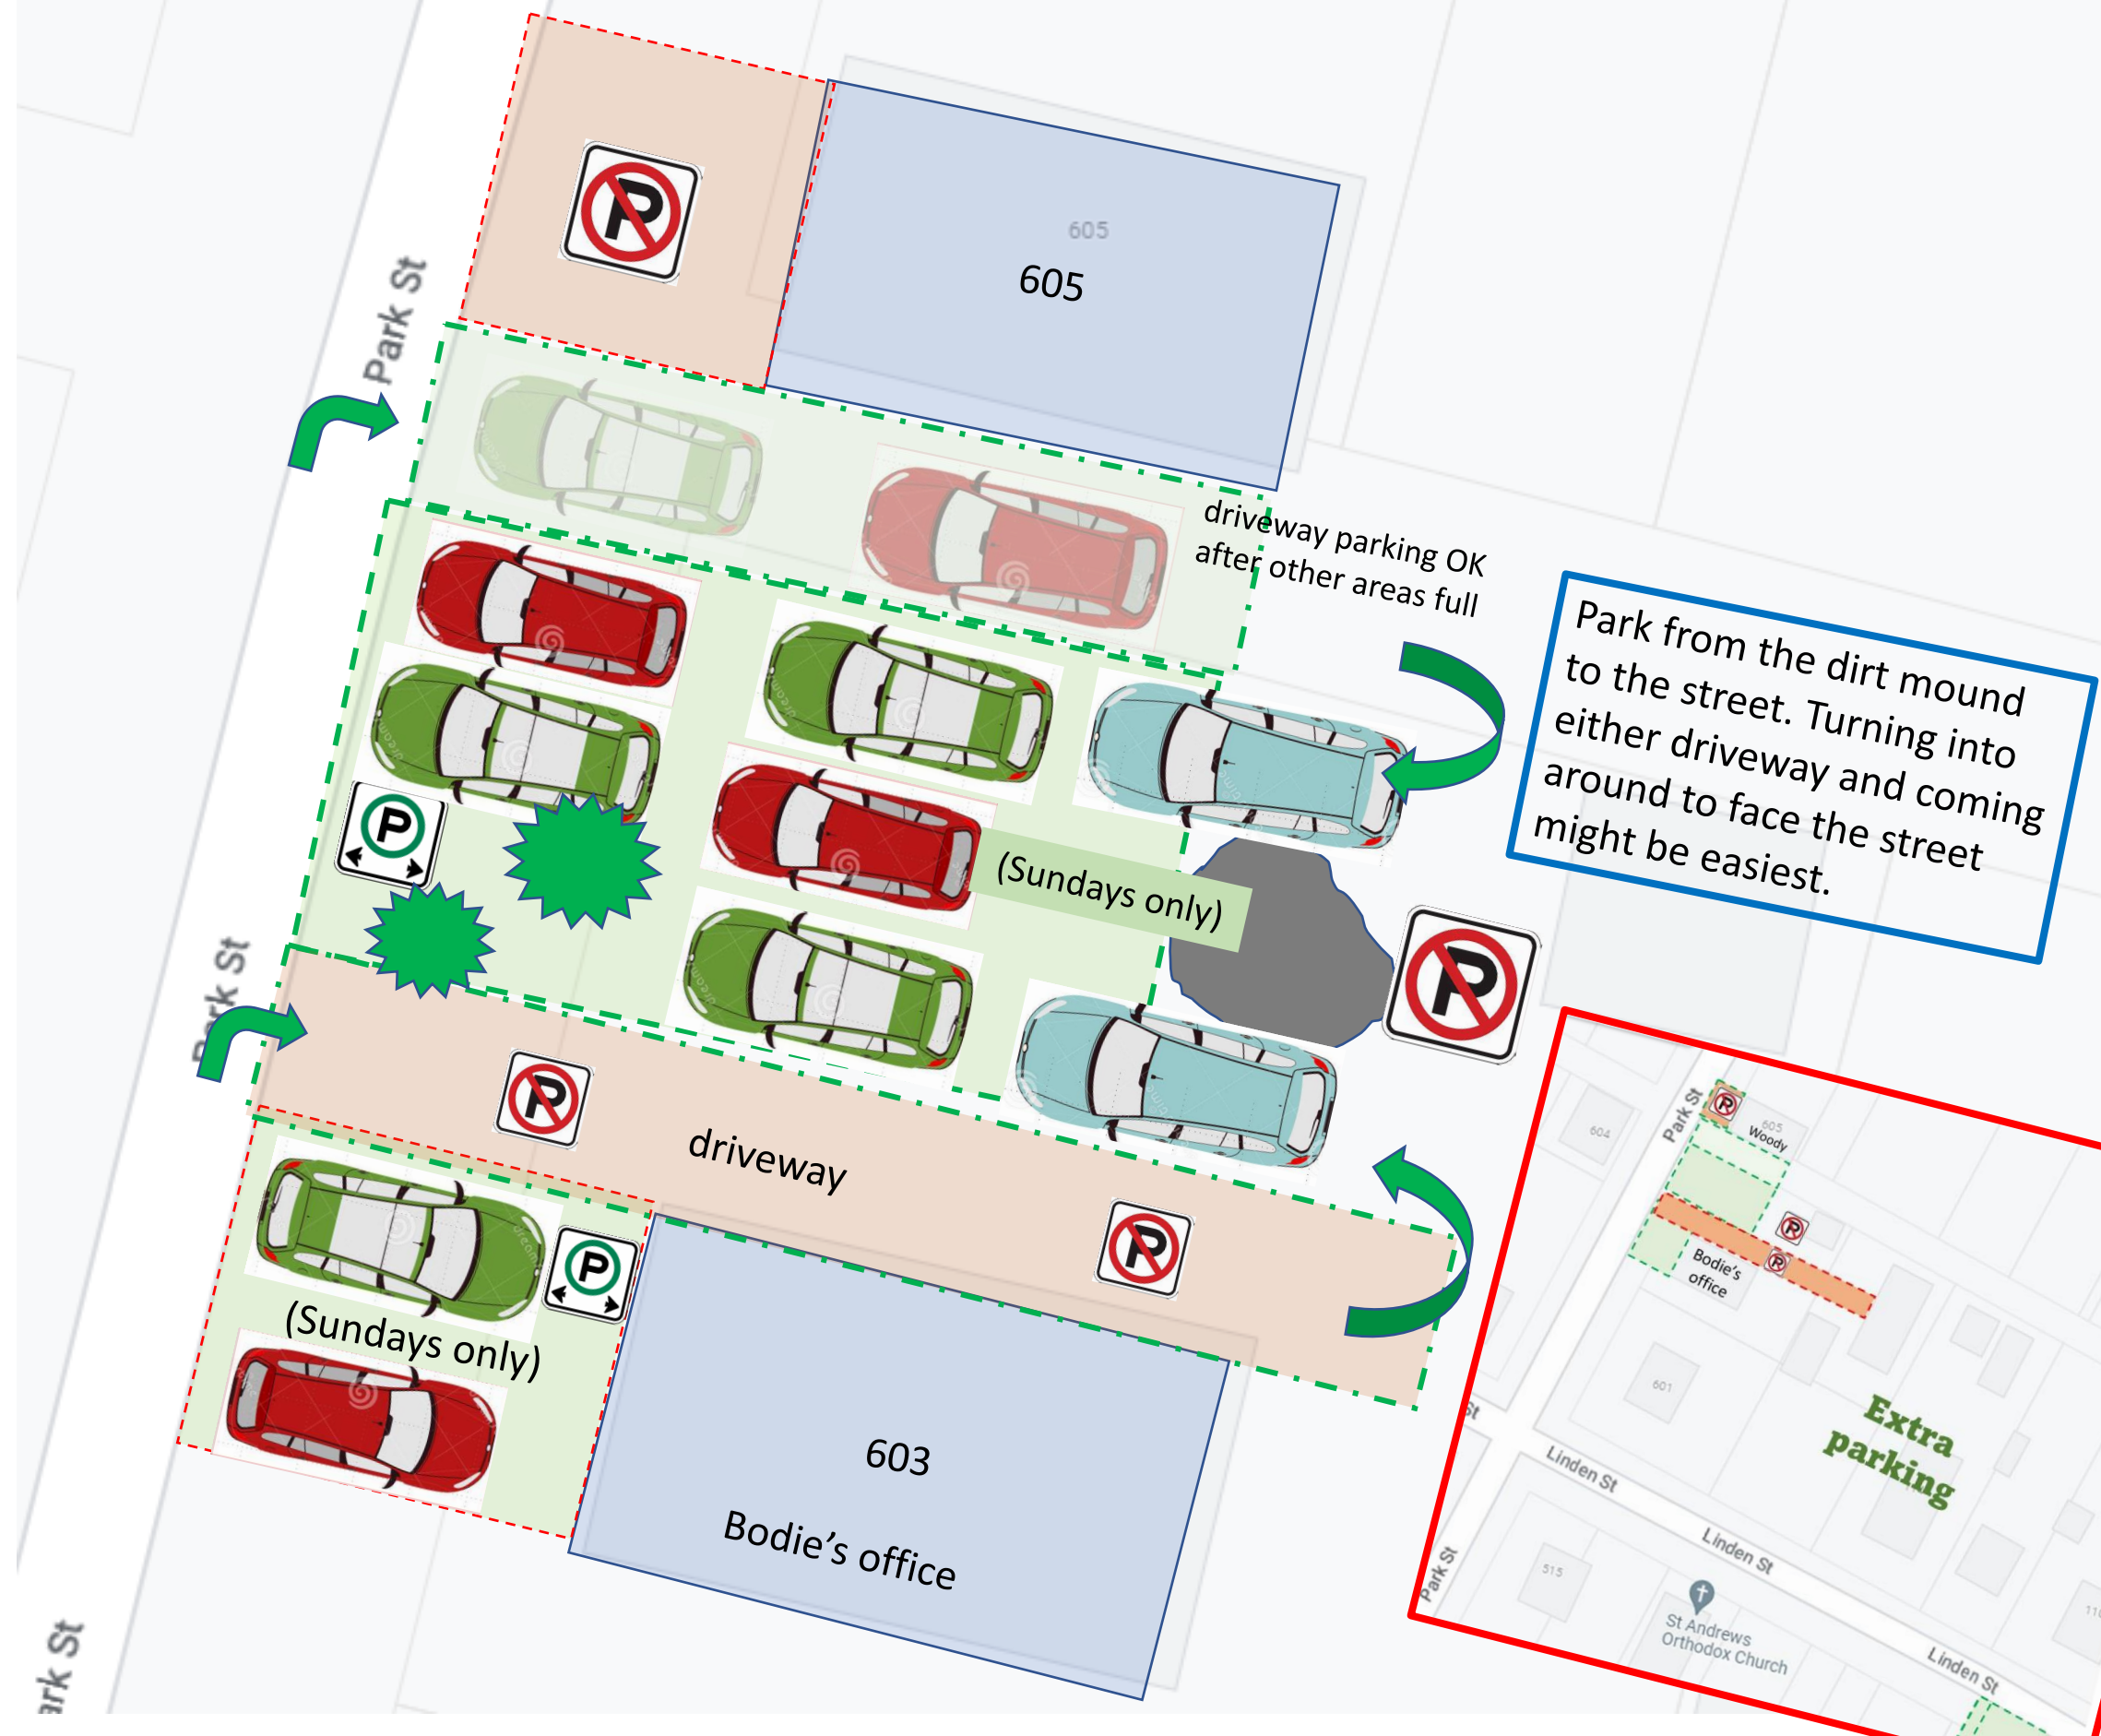 Park St
605
605
driveway parking OK
after other areas full
Park from the dirt mound
to the street. Turning into
either driveway and coming
around to face the street
might be easiest.
P
P
(Sundays only)
P
Park St
P
driveway
P
P
(Sundays only)
603
Bodie's office
ark St
Park St
P
605
Woody
604
P
P
Bodie's
office
601
St
Extra
parking
Linden St
Linden St
Linden St
515
Park St
St Andrews
Orthodox Church
110